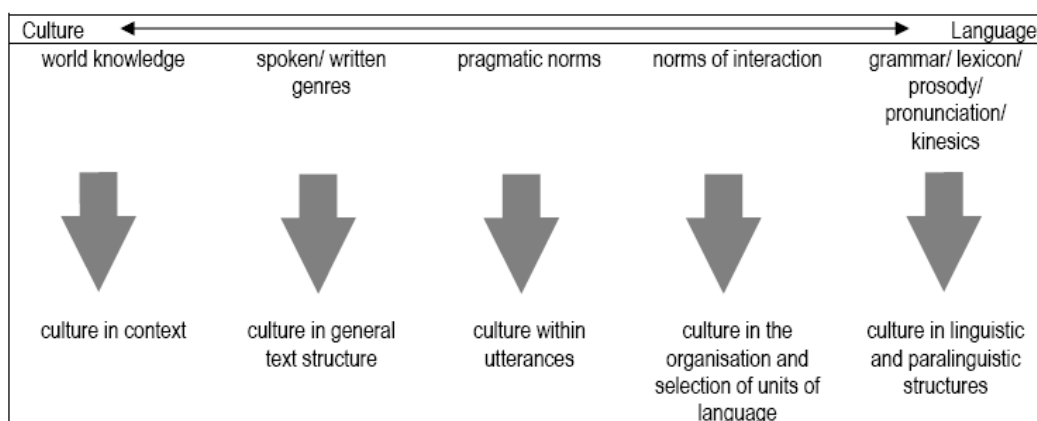 Culture Language
world knowledge
spoken/ written
genres
pragmatic norms
norms of interaction
grammar/ lexicon/
prosody/
pronunciation/
kinesics
culture in context
culture in general
text structure
culture within
utterances
culture in the
organisation and
selection of units of
language
culture in linguistic
and paralinguistic
structures